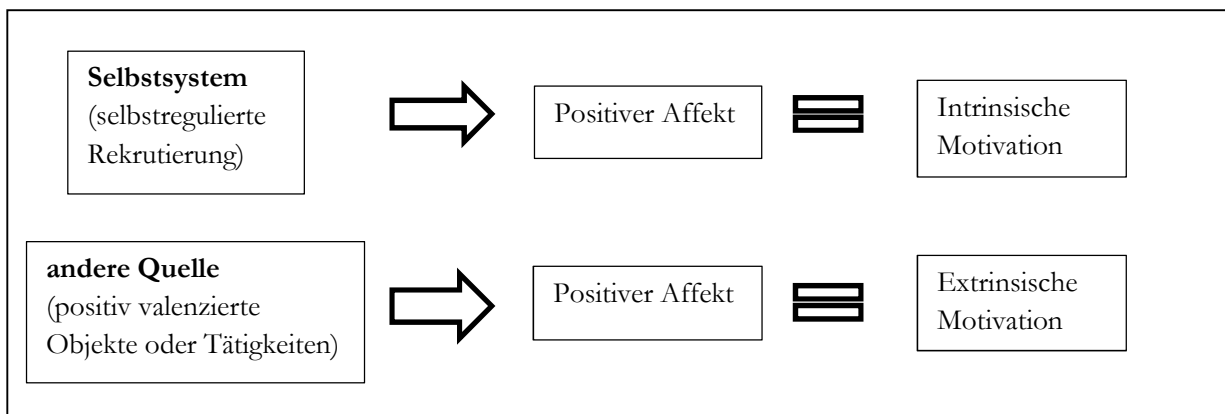 Selbstsystem
(selbstregulierte
Rekrutierung)
Positiver Affekt
Intrinsische
Motivation
andere Quelle
(positiv valenzierte
Objekte oder Tätigkeiten)
Positiver Affekt
Extrinsische
Motivation